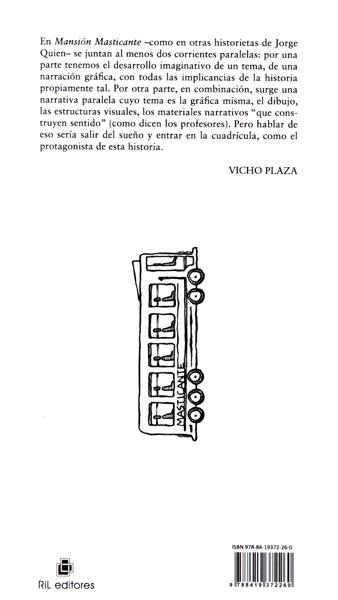 En Mansión Masticante –como en otras historietas de Jorge
Quien– se juntan al menos dos corrientes paralelas: por una
parte tenemos el desarrollo imaginativo de un tema, de una
narración gráfica, con todas las implicancias de la historia
propiamente tal. Por otra parte, en combinación, surge una
narrativa paralela cuyo tema es la gráfica misma, el dibujo,
las estructuras visuales, los materiales narrativos “que cons-
truyen sentido” (como dicen los profesores). Pero hablar de
eso sería salir del sueño y entrar en la cuadrícula, como el
protagonista de esta historia.
VICHO PLAZA
MASTICANTE
ISBN 978-84-19372-26-0
9 788419 372260
RiL editores